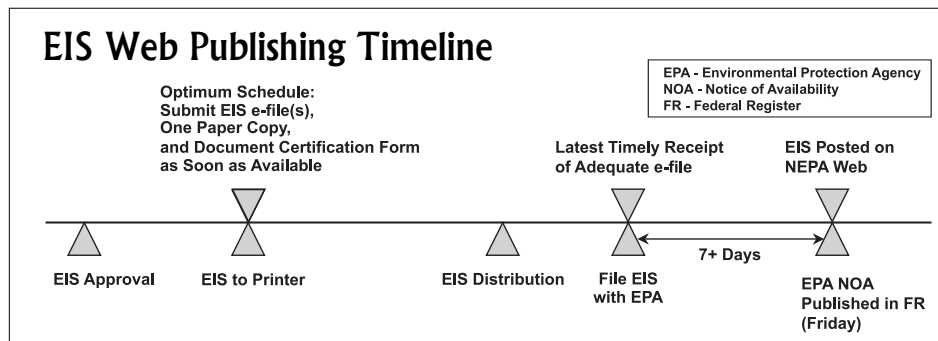 EIS Web Publishing Timeline
EPA - Environmental Protection Agency
NOA - Notice of Availability
FR - Federal Register
Optimum Schedule:
Submit EIS e-file(s),
One Paper Copy,
and Document Certification Form
as Soon as Available
Latest Timely Receipt
of Adequate e-file
EIS Posted on
NEPA Web
EIS Approval
EIS to Printer
EIS Distribution
File EIS
with EPA
7+ Days
EPA NOA
Published in FR
(Friday)